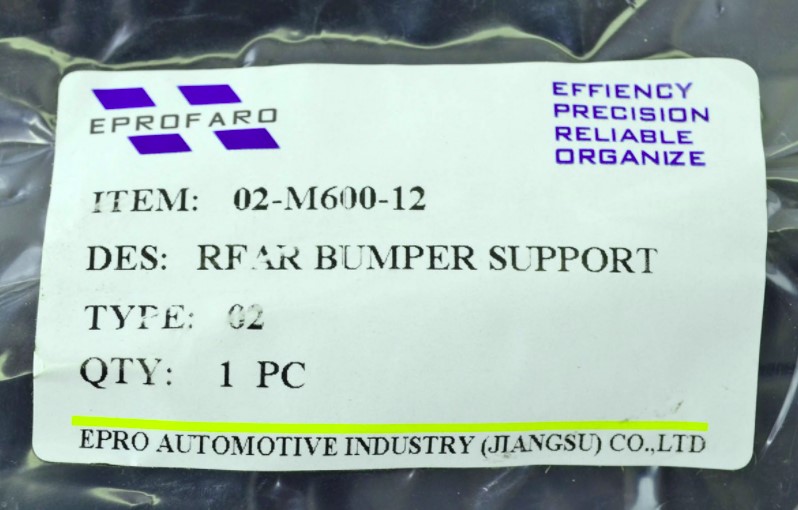 EPROFARO
EFFIENCY
PRECISION
RELIABLE
ORGANIZE
ITEM: 02-M600-12
DES: REAR BUMPER SUPPORT
TYPE: 02
QTY: 1 PC
EPRO AUTOMOTIVE INDUSTRY (JIANGSU) CO.,LTD